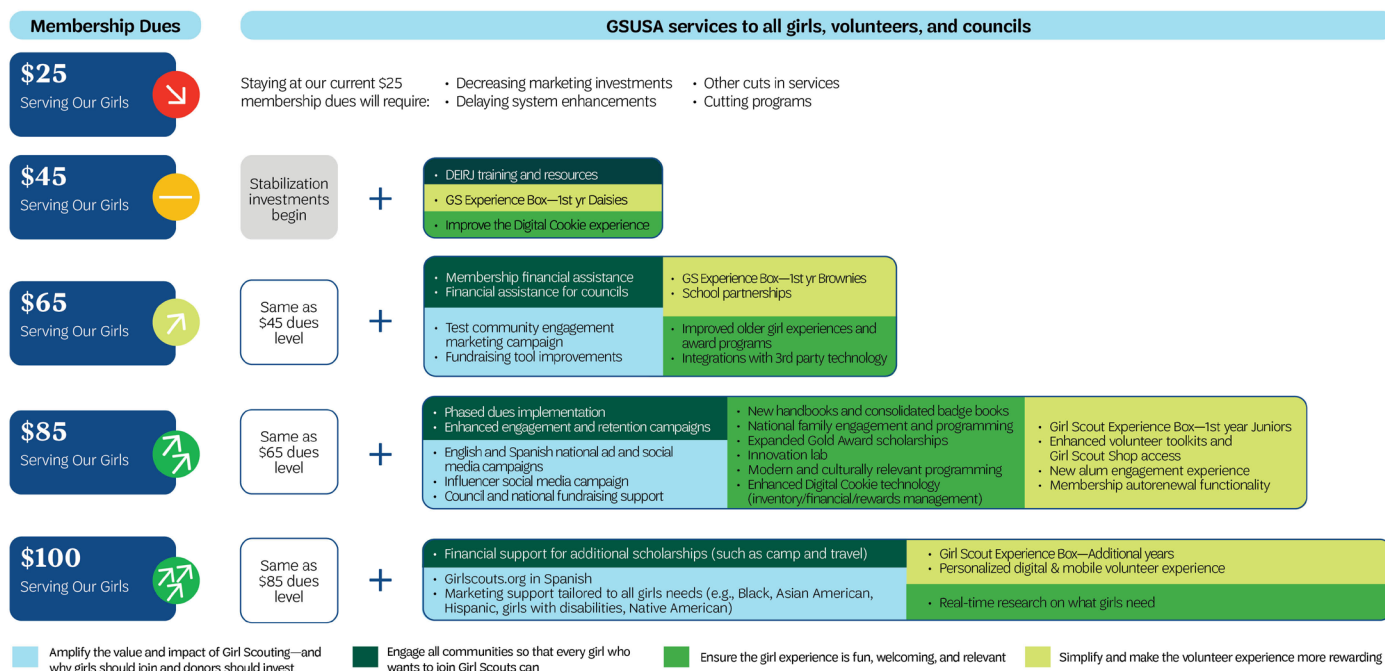 Membership Dues
GSUSA services to all girls, volunteers, and councils
$25
Serving Our Girls
Staying at our current $25
membership dues will require:
• Decreasing marketing investments
• Delaying system enhancements
• Other cuts in services
• Cutting programs
$45
Serving Our Girls
Stabilization
investments
begin
+
• DEIRJ training and resources
• GS Experience Box—1st yr Daisies
• Improve the Digital Cookie experience
$65
Serving Our Girls
Same as
$45 dues
level
+
• Membership financial assistance
• Financial assistance for councils
• Test community engagement
marketing campaign
• Fundraising tool improvements
• GS Experience Box—1st yr Brownies
• School partnerships
• Improved older girl experiences and
award programs
• Integrations with 3rd party technology
$85
Serving Our Girls
Same as
$65 dues
level
+
• Phased dues implementation
• Enhanced engagement and retention campaigns
• English and Spanish national ad and social
media campaigns
• Influencer social media campaign
• Council and national fundraising support
• New handbooks and consolidated badge books
• National family engagement and programming
• Expanded Gold Award scholarships
• Innovation lab
• Modern and culturally relevant programming
• Enhanced Digital Cookie technology
(inventory/financial/rewards management)
• Girl Scout Experience Box—1st year Juniors
• Enhanced volunteer toolkits and
Girl Scout Shop access
• New alum engagement experience
• Membership autorenewal functionality
$100
Serving Our Girls
Same as
$85 dues
level
+
• Financial support for additional scholarships (such as camp and travel)
• Girlscouts.org in Spanish
• Marketing support tailored to all girls needs (e.g., Black, Asian American,
Hispanic, girls with disabilities, Native American)
• Girl Scout Experience Box—Additional years
• Personalized digital & mobile volunteer experience
• Real-time research on what girls need
Amplify the value and impact of Girl Scouting—and
why girls should join and donors should invest
Engage all communities so that every girl who
wants to join Girl Scouts can
Ensure the girl experience is fun, welcoming, and relevant
Simplify and make the volunteer experience more rewarding